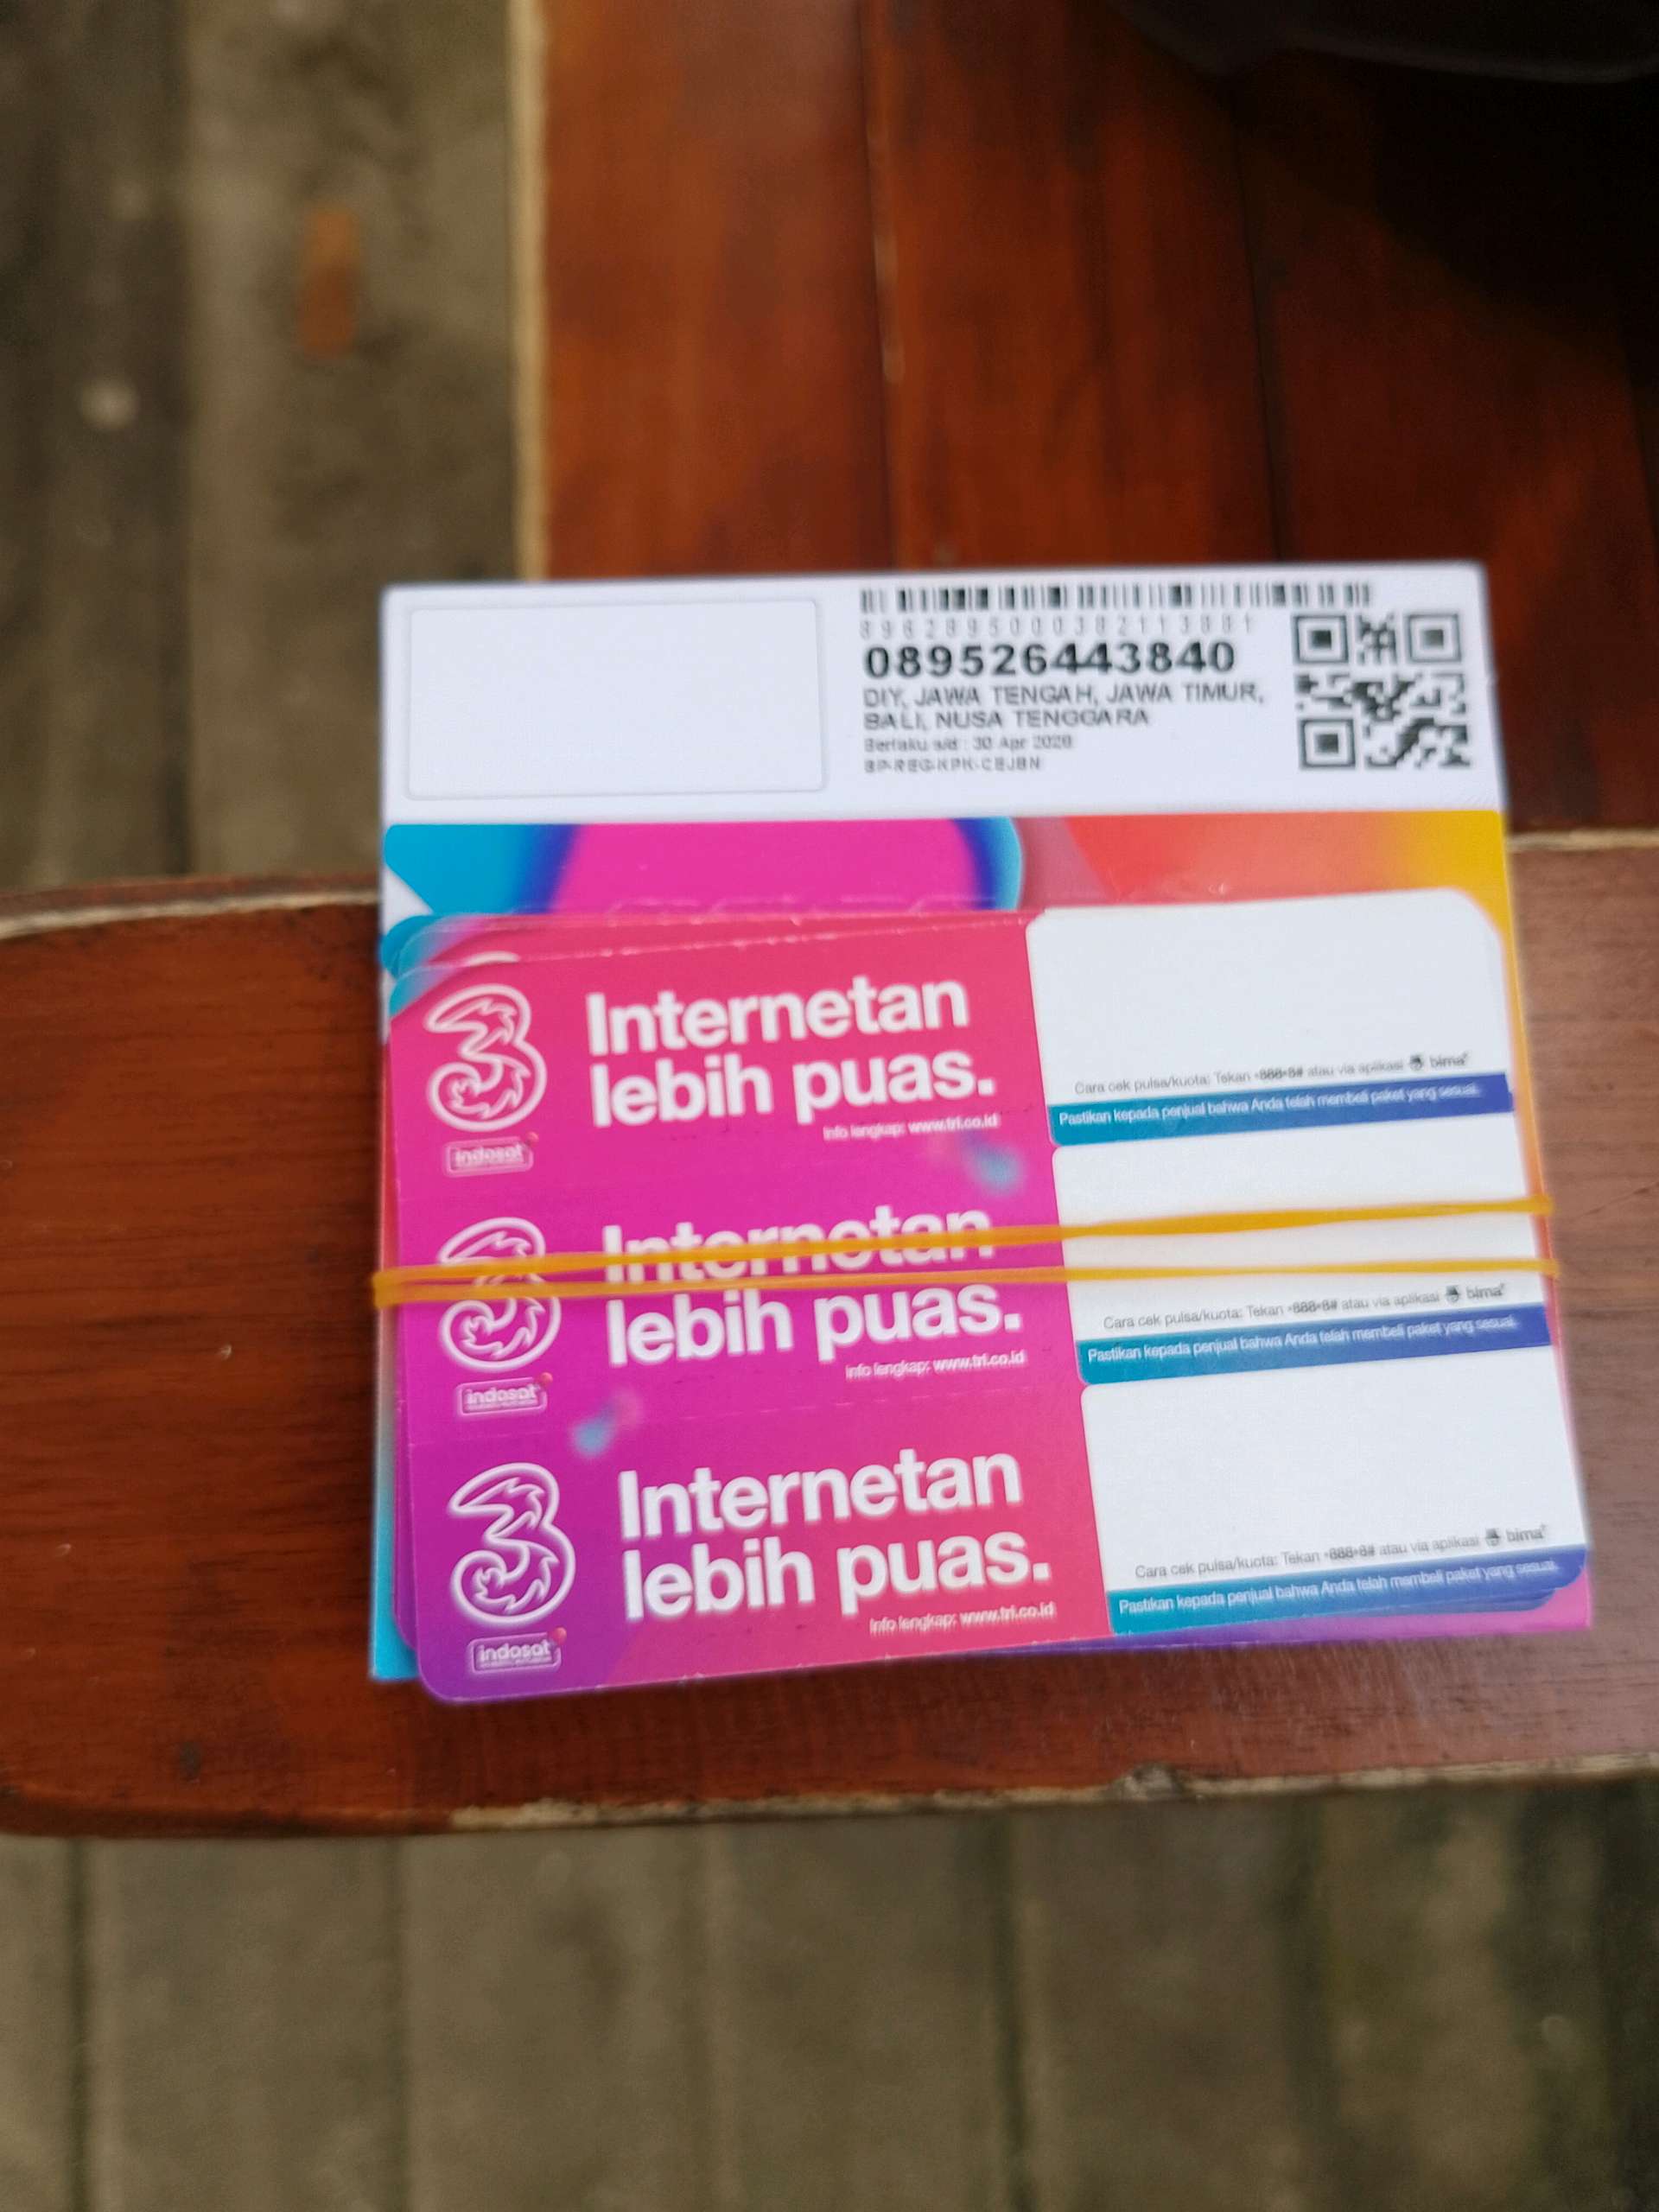 089526443840
DIY, JAWA TENGAH, JAWA TIMUR,
BALI, NUSA TENGGARA
Berlaku s/d : 30 Apr
3
Internetan
lebih puas.
Info lengkap: www.tri.co.id
indosat
Cara cek pulsa/kuota: Tekan *888*8# atau via aplikasi bima+
Pastikan kepada penjual bahwa Anda telah membeli paket yang sesuai.
3
Internetan
lebih puas.
Info lengkap: www.tri.co.id
indosat
Cara cek pulsa/kuota: Tekan *888*8# atau via aplikasi bima+
Pastikan kepada penjual bahwa Anda telah membeli paket yang sesuai.
3
Internetan
lebih puas.
Info lengkap: www.tri.co.id
indosat
Cara cek pulsa/kuota: Tekan *888*8# atau via aplikasi bima+
Pastikan kepada penjual bahwa Anda telah membeli paket yang sesuai.